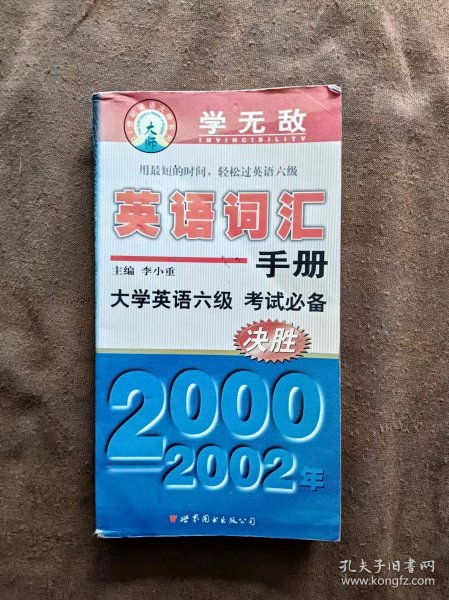 大师
学无敌
INVINCIBILITY
用最短的时间，轻松过英语六级
英语词汇
手册
主编 李小重
大学英语六级 考试必备
决胜
2000
2002年
世界图书出版公司
孔夫子旧书网
www.kongfz.com